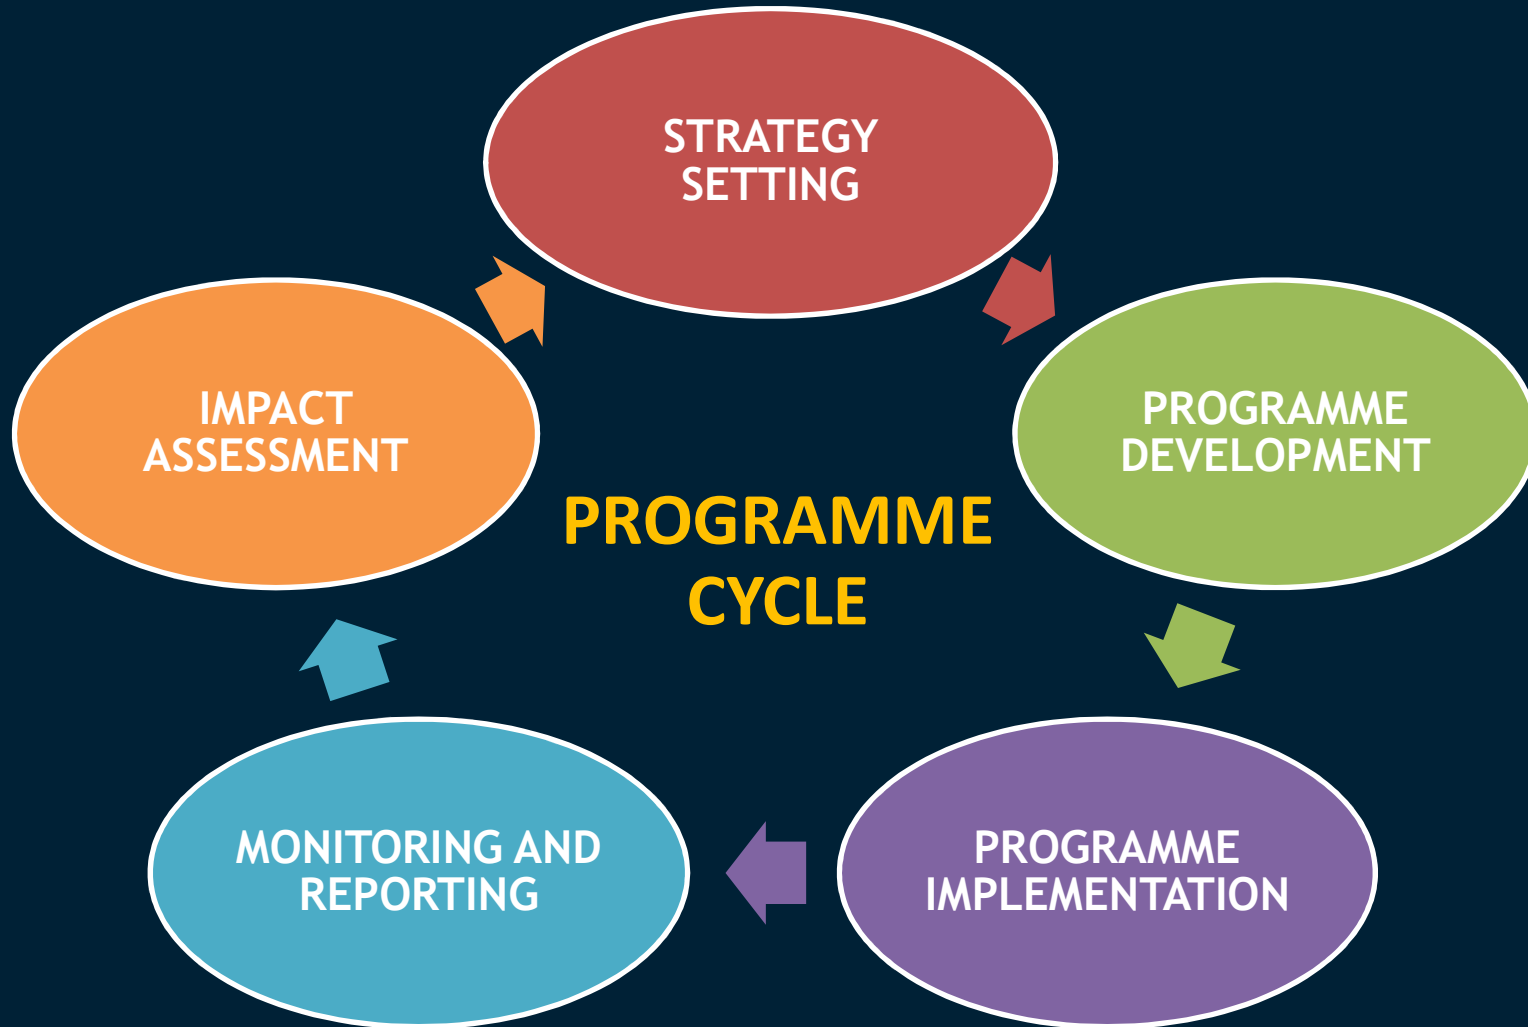 STRATEGY
SETTING
PROGRAMME
DEVELOPMENT
PROGRAMME
IMPLEMENTATION
MONITORING AND
REPORTING
IMPACT
ASSESSMENT
PROGRAMME
CYCLE